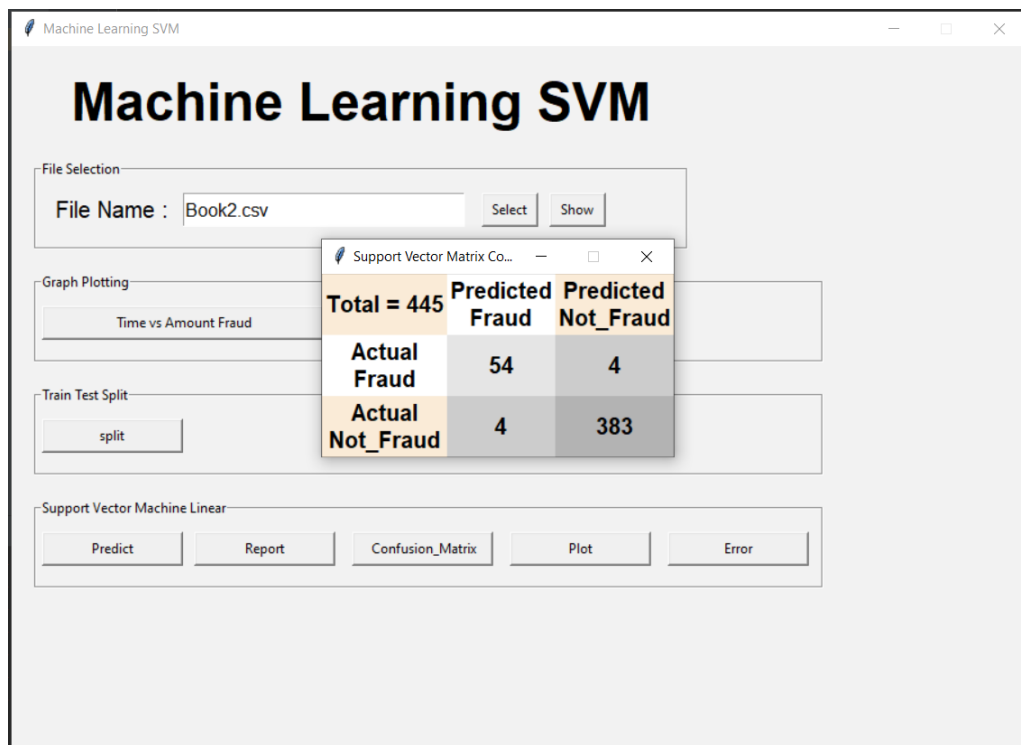 Machine Learning SVM
Machine Learning SVM
File Selection
File Name : Book2.csv Select Show
Support Vector Matrix Co...
Graph Plotting
Time vs Amount Fraud
Total = 445 Predicted Fraud Predicted Not_Fraud
Actual Fraud 54 4
Actual Not_Fraud 4 383
Train Test Split
split
Support Vector Machine Linear
Predict Report Confusion_Matrix Plot Error